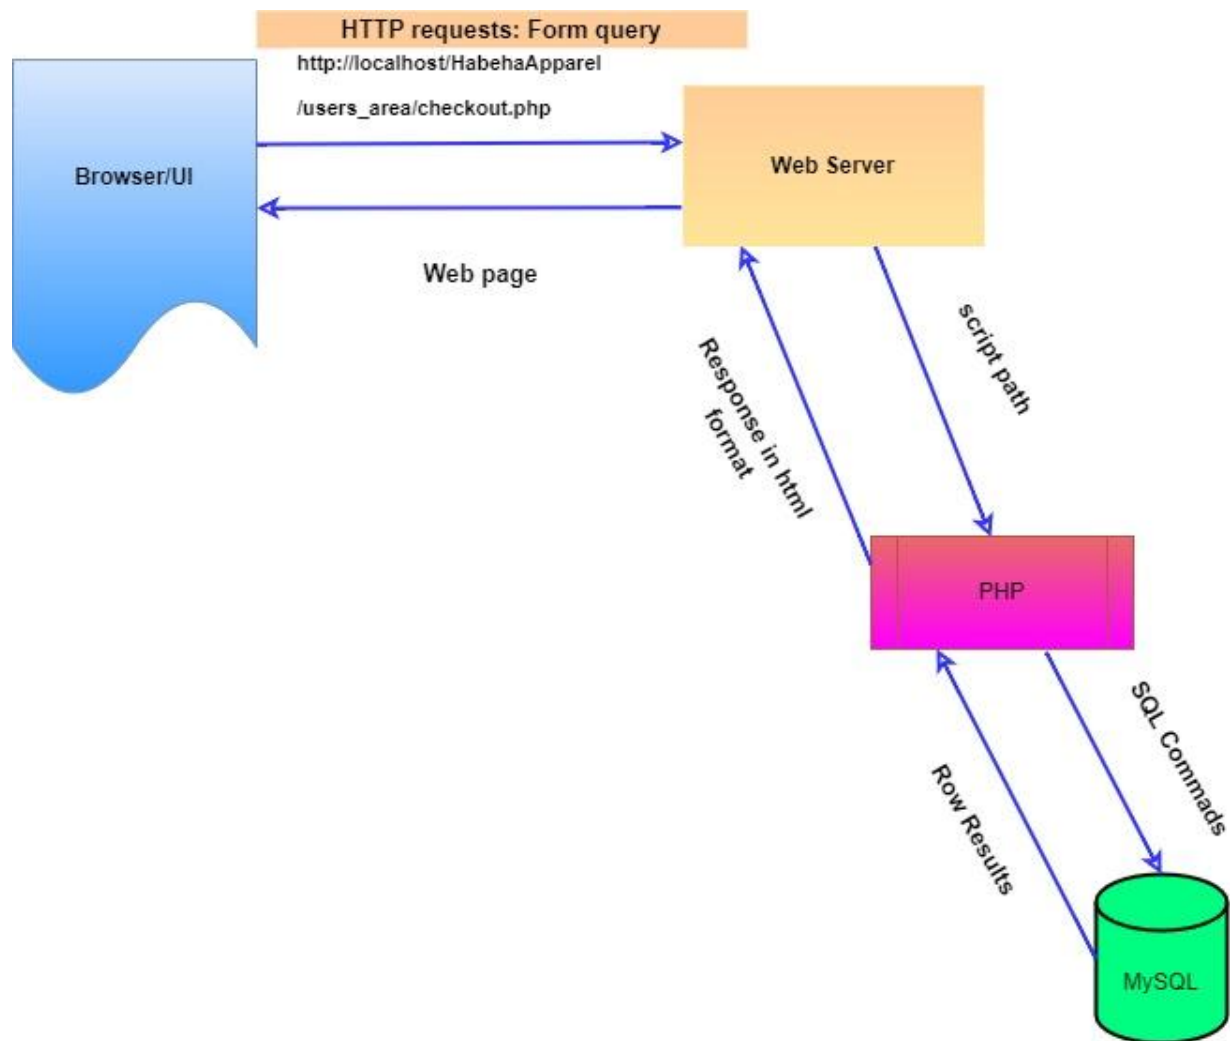 HTTP requests: Form query
http://localhost/HabehaApparel
/users_area/checkout.php
Browser/UI
Web Server
Web page
script path
Response in html
format
PHP
SQL Commads
Row Results
MySQL